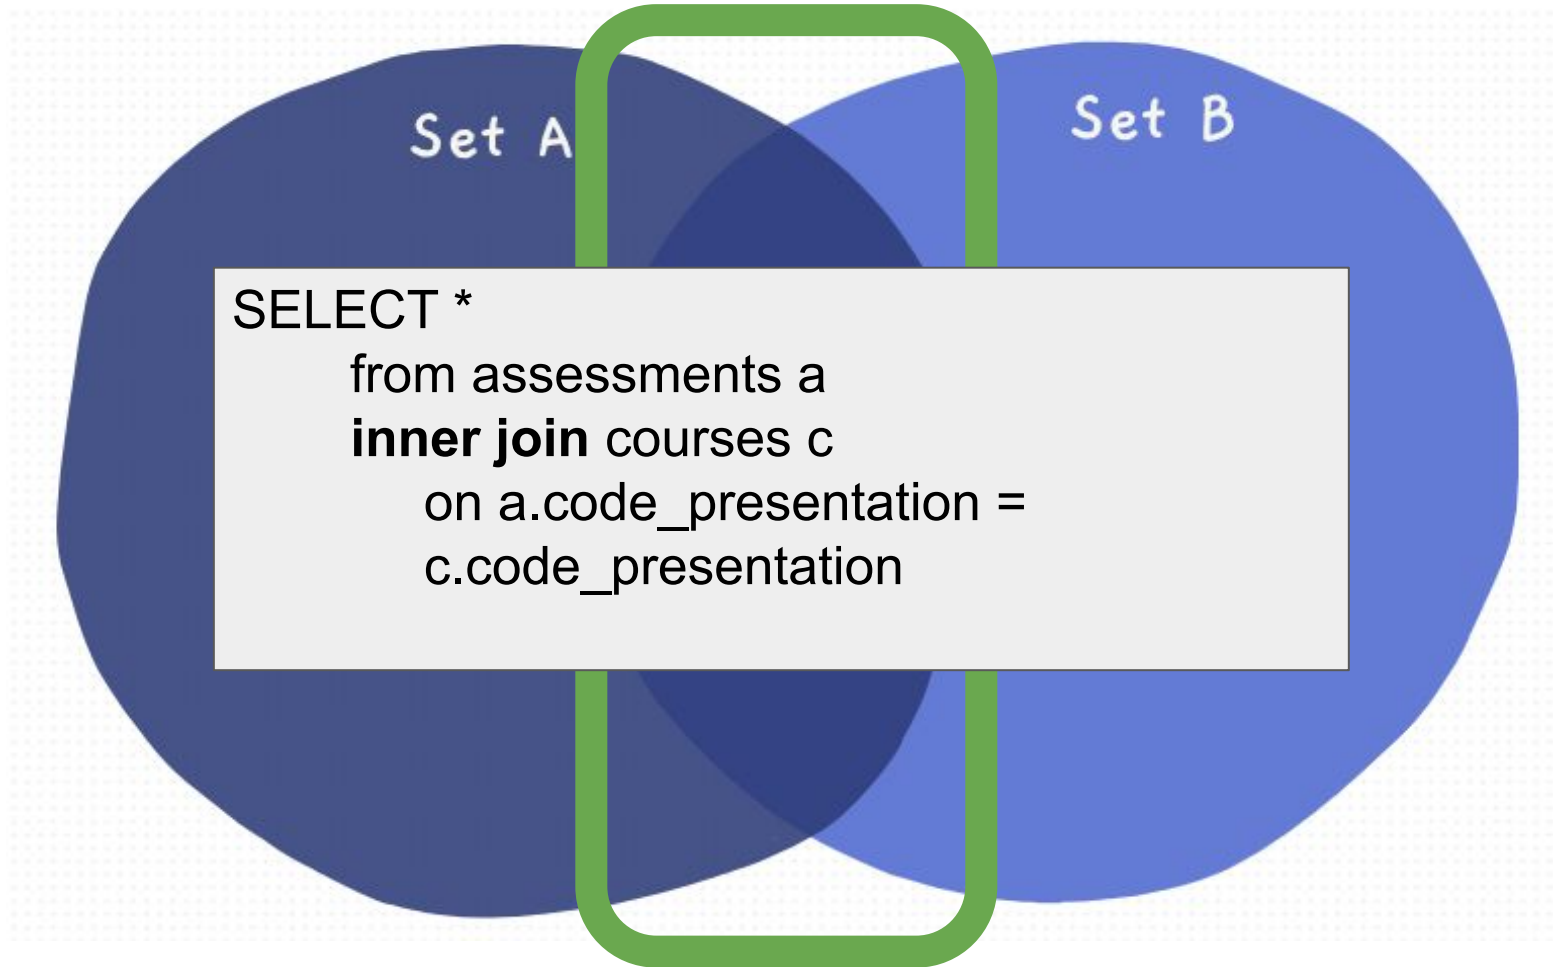 Set A
Set B
SELECT *
from assessments a
inner join courses c
on a.code_presentation =
c.code_presentation